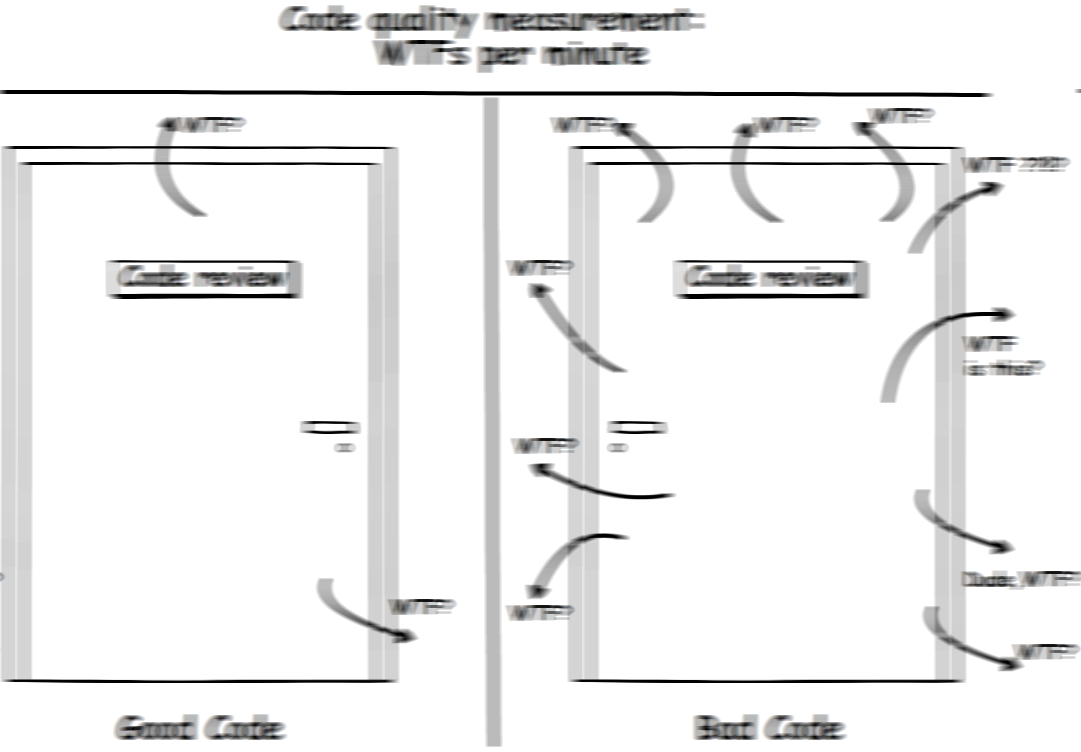 Code quality measurement:
WTFs per minute
WTF?
Code review
WTF?
Good Code
WTF?
WTF?
WTF?
WTF ????
WTF?
Code review
WTF
is this?
WTF?
WTF?
Dude, WTF?
WTF?
Bad Code